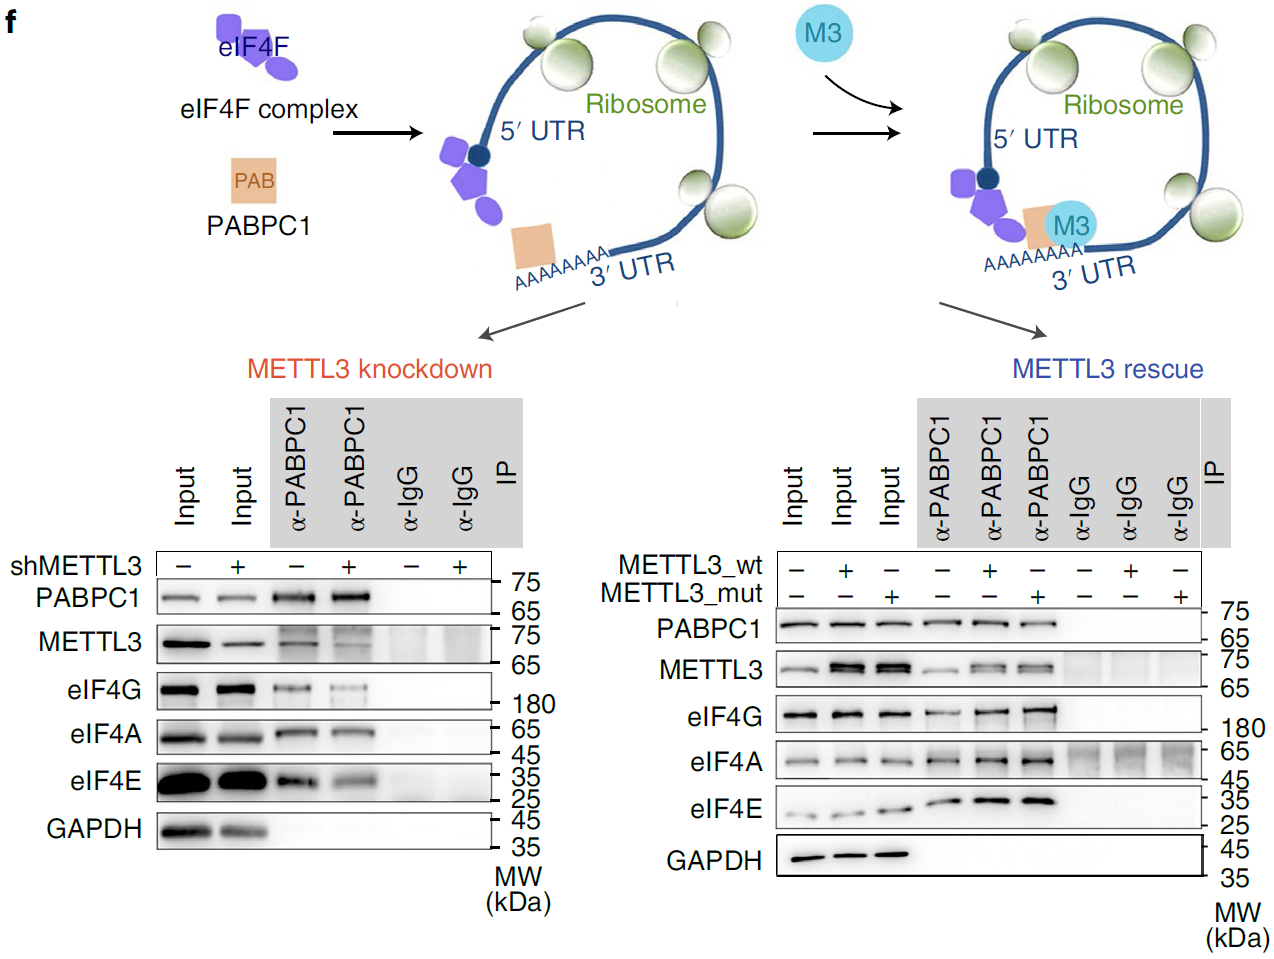 f
eIF4F
eIF4F complex
PAB
PABPC1
5′ UTR
Ribosome
AAAAAAAA
3′ UTR
M3
5′ UTR
Ribosome
M3
AAAAAAAA
3′ UTR
METTL3 knockdown
Input
Input
α-PABPC1
α-PABPC1
α-IgG
α-IgG
IP
shMETTL3 – + – + – +
PABPC1 75 65
METTL3 75 65
eIF4G 180
eIF4A 65 45
eIF4E 35 25
GAPDH 45 35
MW
(kDa)
METTL3 rescue
Input
Input
Input
α-PABPC1
α-PABPC1
α-PABPC1
α-IgG
α-IgG
α-IgG
IP
METTL3_wt – + – – + – – + –
METTL3_mut – – + – – + – – +
PABPC1 75 65
METTL3 75 65
eIF4G 180
eIF4A 65 45
eIF4E 35 25
GAPDH 45 35
MW
(kDa)